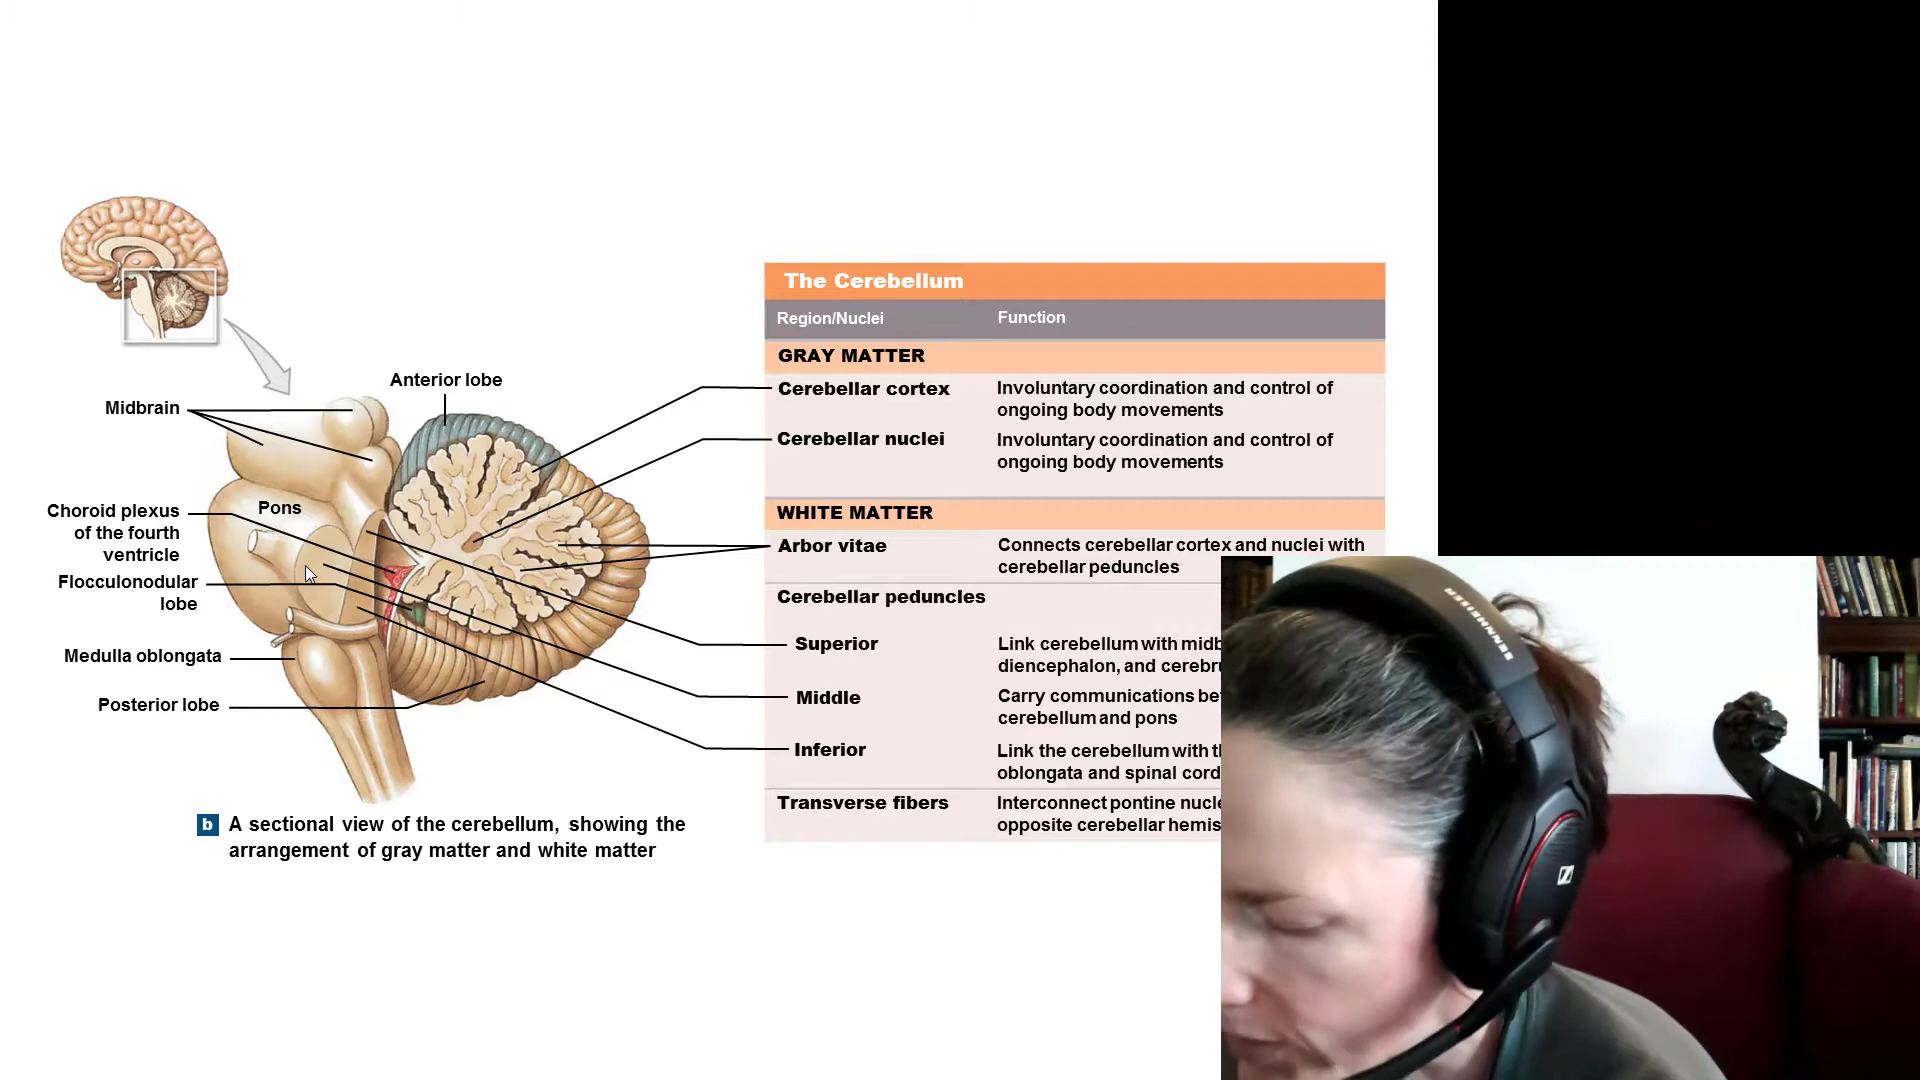 The Cerebellum
Region/Nuclei Function
GRAY MATTER
Cerebellar cortex Involuntary coordination and control of
ongoing body movements
Cerebellar nuclei Involuntary coordination and control of
ongoing body movements
WHITE MATTER
Arbor vitae Connects cerebellar cortex and nuclei with
cerebellar peduncles
Cerebellar peduncles
Superior Link cerebellum with
diencephalon, and
Middle Carry communications
cerebellum and pons
Inferior Link the cerebellum with
oblongata and spinal cord
Transverse fibers Interconnect pontine
opposite cerebellar
Anterior lobe
Midbrain
Pons
Choroid plexus
of the fourth
ventricle
Flocculonodular
lobe
Medulla oblongata
Posterior lobe
b A sectional view of the cerebellum, showing the
arrangement of gray matter and white matter
SENNHEISER